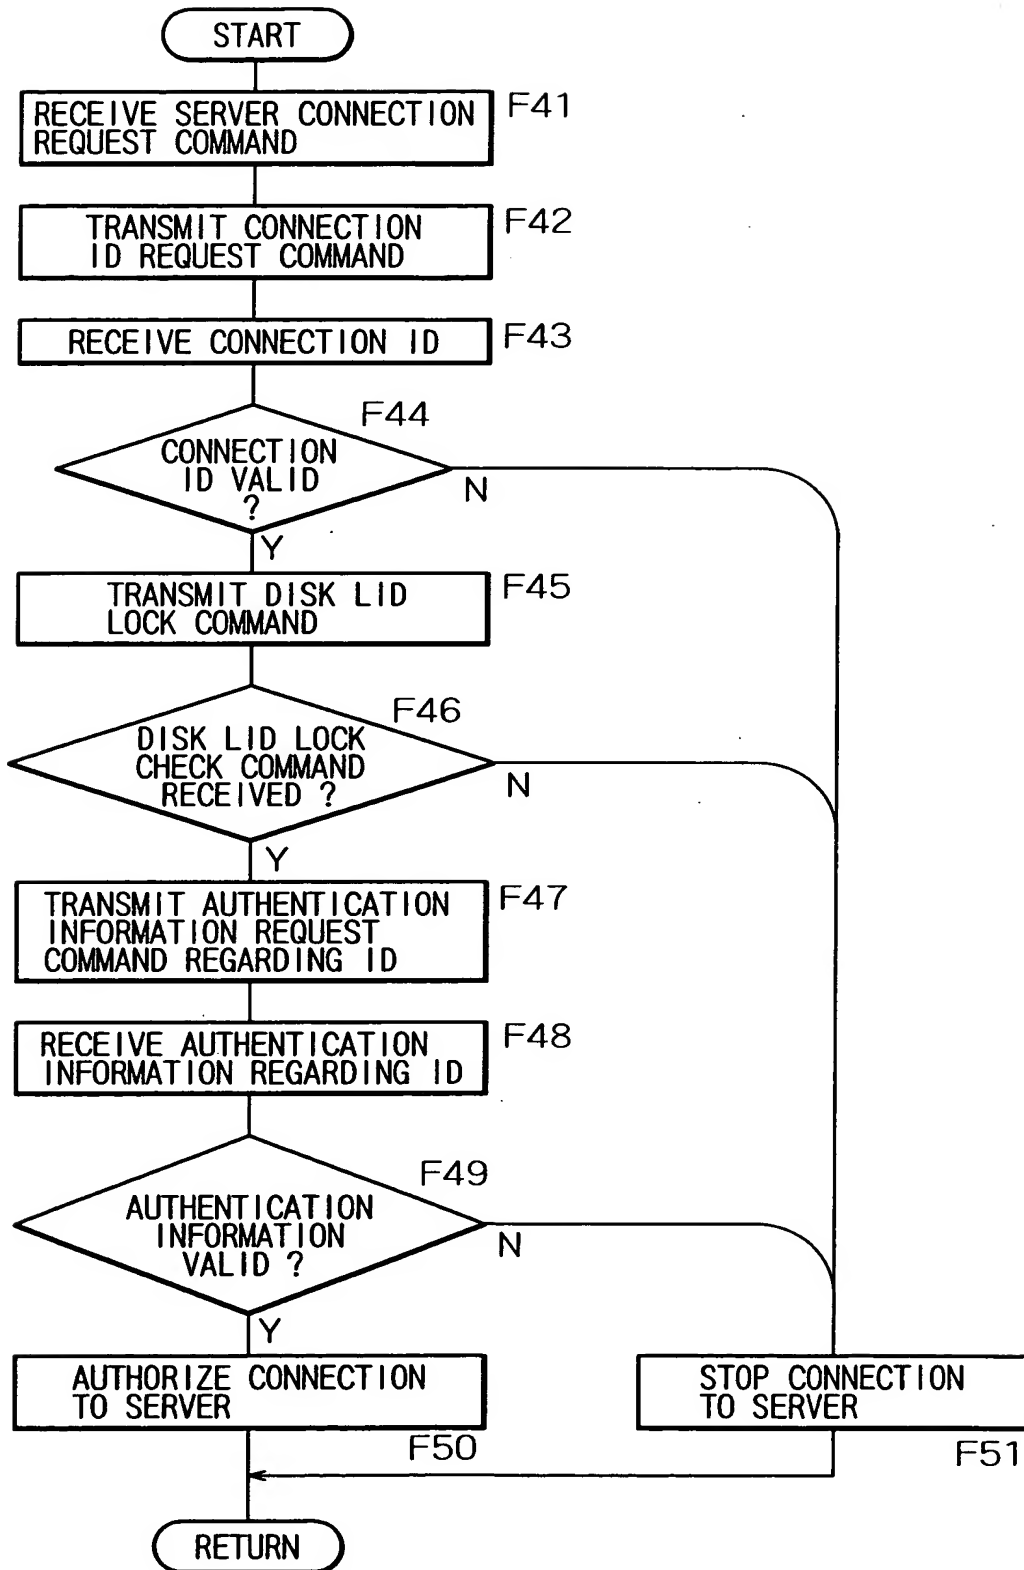 START
RECEIVE SERVER CONNECTION
REQUEST COMMAND
F41
TRANSMIT CONNECTION
ID REQUEST COMMAND
F42
RECEIVE CONNECTION ID
F43
F44
CONNECTION
ID VALID
?
N
Y
TRANSMIT DISK LID
LOCK COMMAND
F45
F46
DISK LID LOCK
CHECK COMMAND
RECEIVED ?
N
Y
TRANSMIT AUTHENTICATION
INFORMATION REQUEST
COMMAND REGARDING ID
F47
RECEIVE AUTHENTICATION
INFORMATION REGARDING ID
F48
F49
AUTHENTICATION
INFORMATION
VALID ?
N
Y
AUTHORIZE CONNECTION
TO SERVER
F50
STOP CONNECTION
TO SERVER
F51
RETURN